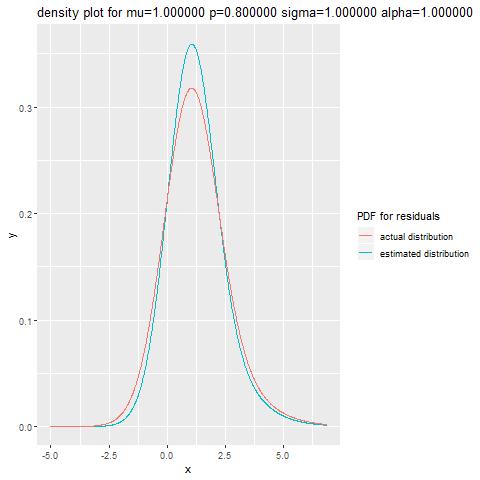 density plot for mu=1.000000 p=0.800000 sigma=1.000000 alpha=1.000000
0.3
0.2
0.1
0.0
y
-5.0
-2.5
0.0
2.5
5.0
x
PDF for residuals
actual distribution
estimated distribution